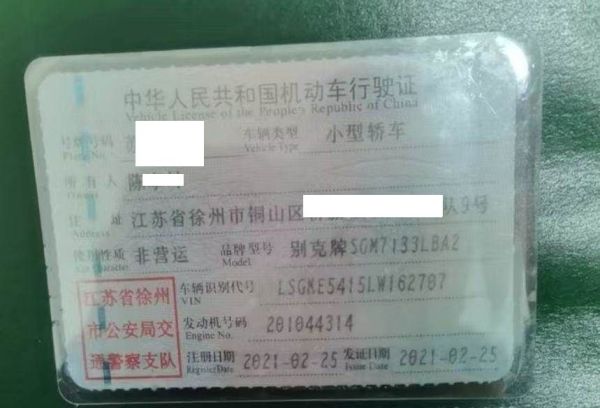 中华人民共和国机动车行驶证
Vehicle License of the People's Republic of China
号牌号码 苏 车辆类型 小型轿车
Plate No. Vehicle Type
所有人 陈
Owner
住 址 江苏省徐州市铜山区 队9号
Address
使用性质 非营运 品牌型号 别克牌SGM7133LBA2
Use Character Model
江苏省徐州
市公安局交
通警察支队
车辆识别代号 LSGKE5415LW162707
VIN
发动机号码 201044314
Engine No.
注册日期 2021-02-25 发证日期 2021-02-25
Register Date Issue Date